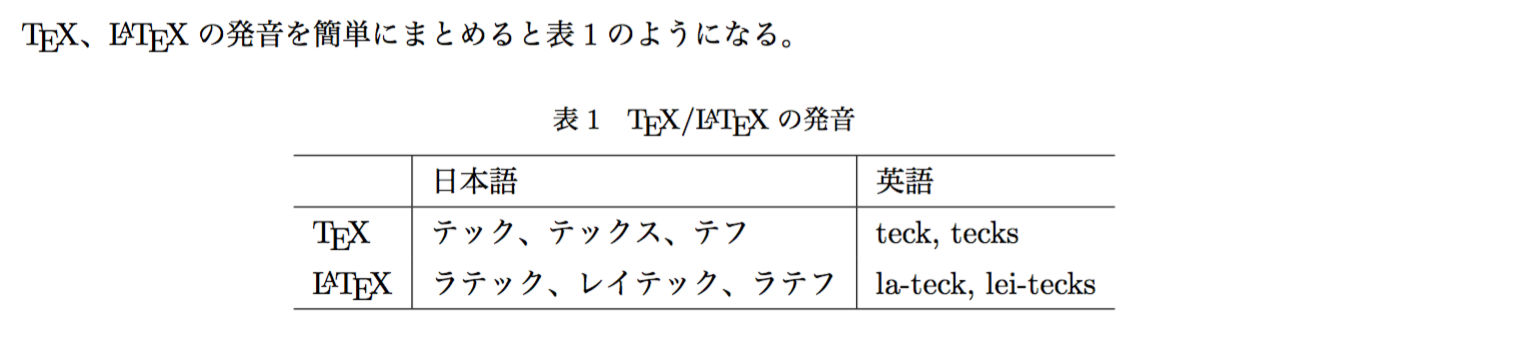 TEX、LATEX の発音を簡単にまとめると表 1 のようになる。
表 1 TEX/LATEX の発音
日本語 英語
TEX テック、テックス、テフ teck, tecks
LATEX ラテック、レイテック、ラテフ la-teck, lei-tecks